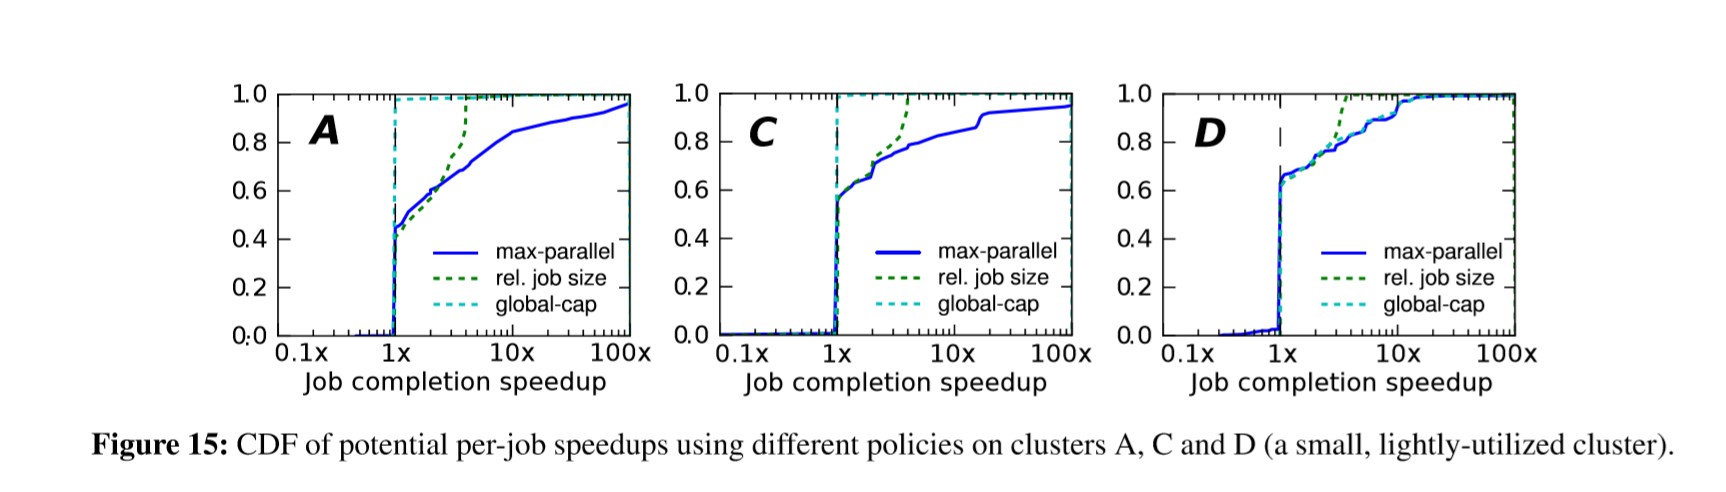 1.0
0.8
0.6
0.4
0.2
0.0
A
max-parallel
rel. job size
global-cap
0.1x 1x 10x 100x
Job completion speedup
1.0
0.8
0.6
0.4
0.2
0.0
C
max-parallel
rel. job size
global-cap
0.1x 1x 10x 100x
Job completion speedup
1.0
0.8
0.6
0.4
0.2
0.0
D
max-parallel
rel. job size
global-cap
0.1x 1x 10x 100x
Job completion speedup
Figure 15: CDF of potential per-job speedups using different policies on clusters A, C and D (a small, lightly-utilized cluster).